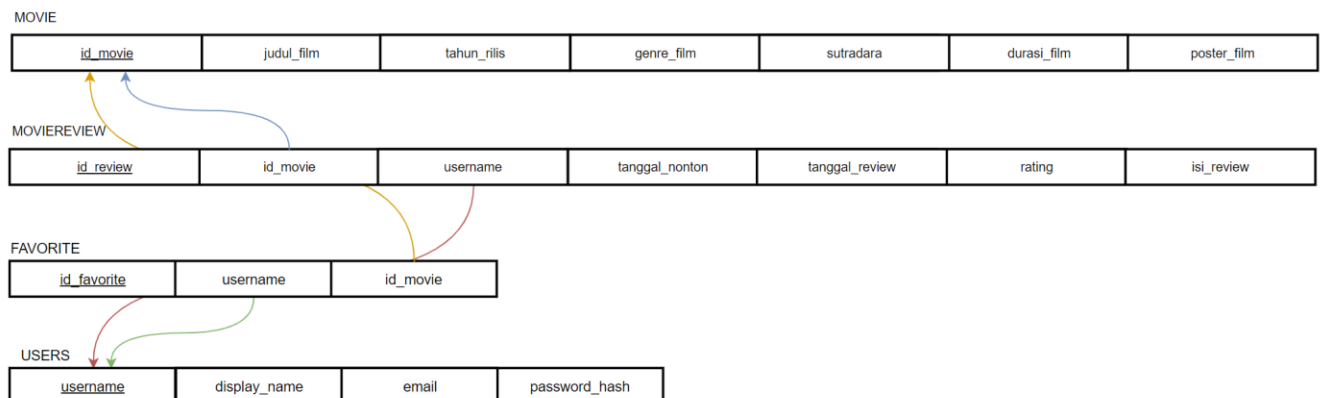 MOVIE
id_movie judul_film tahun_rilis genre_film sutradara durasi_film poster_film
MOVIEREVIEW
id_review id_movie username tanggal_nonton tanggal_review rating isi_review
FAVORITE
id_favorite username id_movie
USERS
username display_name email password_hash